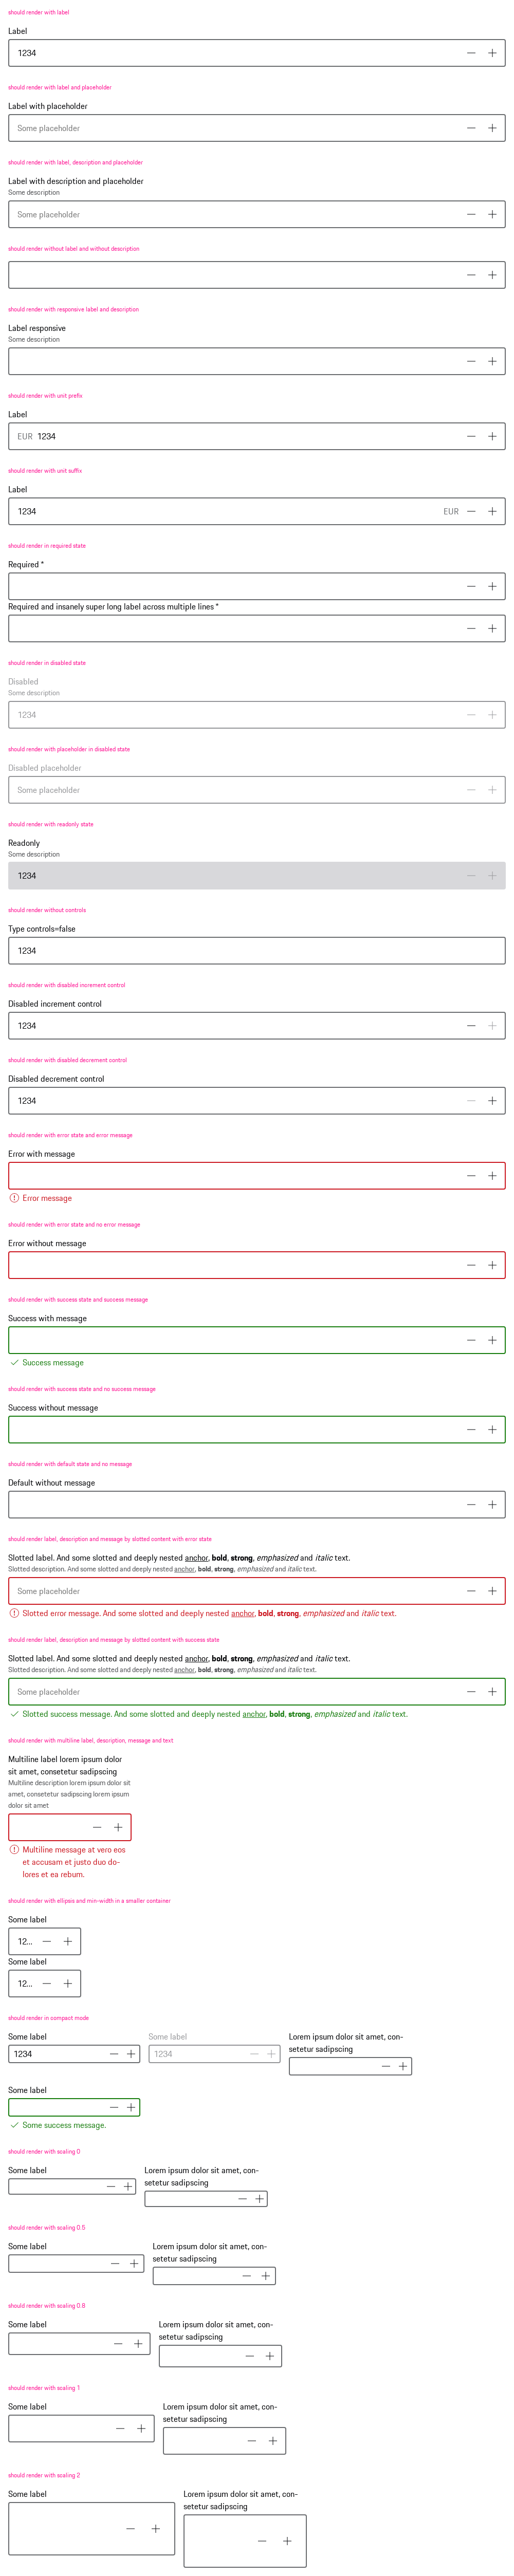 should render with label
Label
1234
should render with label and placeholder
Label with placeholder
Some placeholder
should render with label, description and placeholder
Label with description and placeholder
Some description
Some placeholder
should render without label and without description
should render with responsive label and description
Label responsive
Some description
should render with unit prefix
Label
EUR 1234
should render with unit suffix
Label
1234 EUR
should render in required state
Required *
Required and insanely super long label across multiple lines *
should render in disabled state
Disabled
Some description
1234
should render with placeholder in disabled state
Disabled placeholder
Some placeholder
should render with readonly state
Readonly
Some description
1234
should render without controls
Type controls=false
1234
should render with disabled increment control
Disabled increment control
1234
should render with disabled decrement control
Disabled decrement control
1234
should render with error state and error message
Error with message
Error message
should render with error state and no error message
Error without message
should render with success state and success message
Success with message
Success message
should render with success state and no success message
Success without message
should render with default state and no message
Default without message
should render label, description and message by slotted content with error state
Slotted label. And some slotted and deeply nested anchor, bold, strong, emphasized and italic text.
Slotted description. And some slotted and deeply nested anchor, bold, strong, emphasized and italic text.
Some placeholder
Slotted error message. And some slotted and deeply nested anchor, bold, strong, emphasized and italic text.
should render label, description and message by slotted content with success state
Slotted label. And some slotted and deeply nested anchor, bold, strong, emphasized and italic text.
Slotted description. And some slotted and deeply nested anchor, bold, strong, emphasized and italic text.
Some placeholder
Slotted success message. And some slotted and deeply nested anchor, bold, strong, emphasized and italic text.
should render with multiline label, description, message and text
Multiline label lorem ipsum dolor
sit amet, consetetur sadipscing
Multiline description lorem ipsum dolor sit
amet, consetetur sadipscing lorem ipsum
dolor sit amet
Multiline message at vero eos
et accusam et justo duo do-
lores et ea rebum.
should render with ellipsis and min-width in a smaller container
Some label
12...
Some label
12...
should render in compact mode
Some label
1234
Some label
1234
Lorem ipsum dolor sit amet, con-
setetur sadipscing
Some label
Some success message.
should render with scaling 0
Some label
Lorem ipsum dolor sit amet, con-
setetur sadipscing
should render with scaling 0.5
Some label
Lorem ipsum dolor sit amet, con-
setetur sadipscing
should render with scaling 0.8
Some label
Lorem ipsum dolor sit amet, con-
setetur sadipscing
should render with scaling 1
Some label
Lorem ipsum dolor sit amet, con-
setetur sadipscing
should render with scaling 2
Some label
Lorem ipsum dolor sit amet, con-
setetur sadipscing